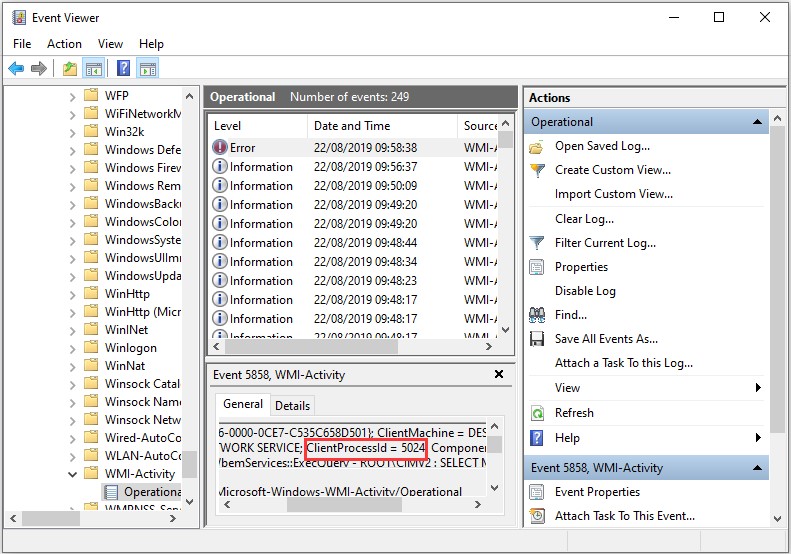 Event Viewer
File Action View Help
WFP
WiFiNetworkM
Win32k
Windows Defe
Windows Firew
Windows Rem
WindowsBacku
WindowsColor
WindowsSyste
WindowsUIImr
WindowsUpda
WinHttp
WinHttp (Micr
WinINet
Winlogon
WinNat
Winsock Catal
Winsock Name
Winsock Netw
Wired-AutoCo
WLAN-AutoCo
WMI-Activity
Operationa
WMPNSS-Servi
Operational Number of events: 249
Level Date and Time Source
Error 22/08/2019 09:58:38 WMI-A
Information 22/08/2019 09:56:37 WMI-A
Information 22/08/2019 09:50:09 WMI-A
Information 22/08/2019 09:49:20 WMI-A
Information 22/08/2019 09:49:20 WMI-A
Information 22/08/2019 09:48:44 WMI-A
Information 22/08/2019 09:48:34 WMI-A
Information 22/08/2019 09:48:23 WMI-A
Information 22/08/2019 09:48:17 WMI-A
Information 22/08/2019 09:48:17 WMI-A
Information 22/08/2019 09:48:17 WMI-A
Event 5858, WMI-Activity
General Details
6-0000-0CE7-C535C658D501}; ClientMachine = DES
WORK SERVICE; ClientProcessId = 5024; Componen
bemServices::ExecQuery - ROOT\CIMV2 : SELECT M
Microsoft-Windows-WMI-Activity/Operational
Actions
Operational
Open Saved Log...
Create Custom View...
Import Custom View...
Clear Log...
Filter Current Log...
Properties
Disable Log
Find...
Save All Events As...
Attach a Task To this Log...
View
Refresh
Help
Event 5858, WMI-Activity
Event Properties
Attach Task To This Event...